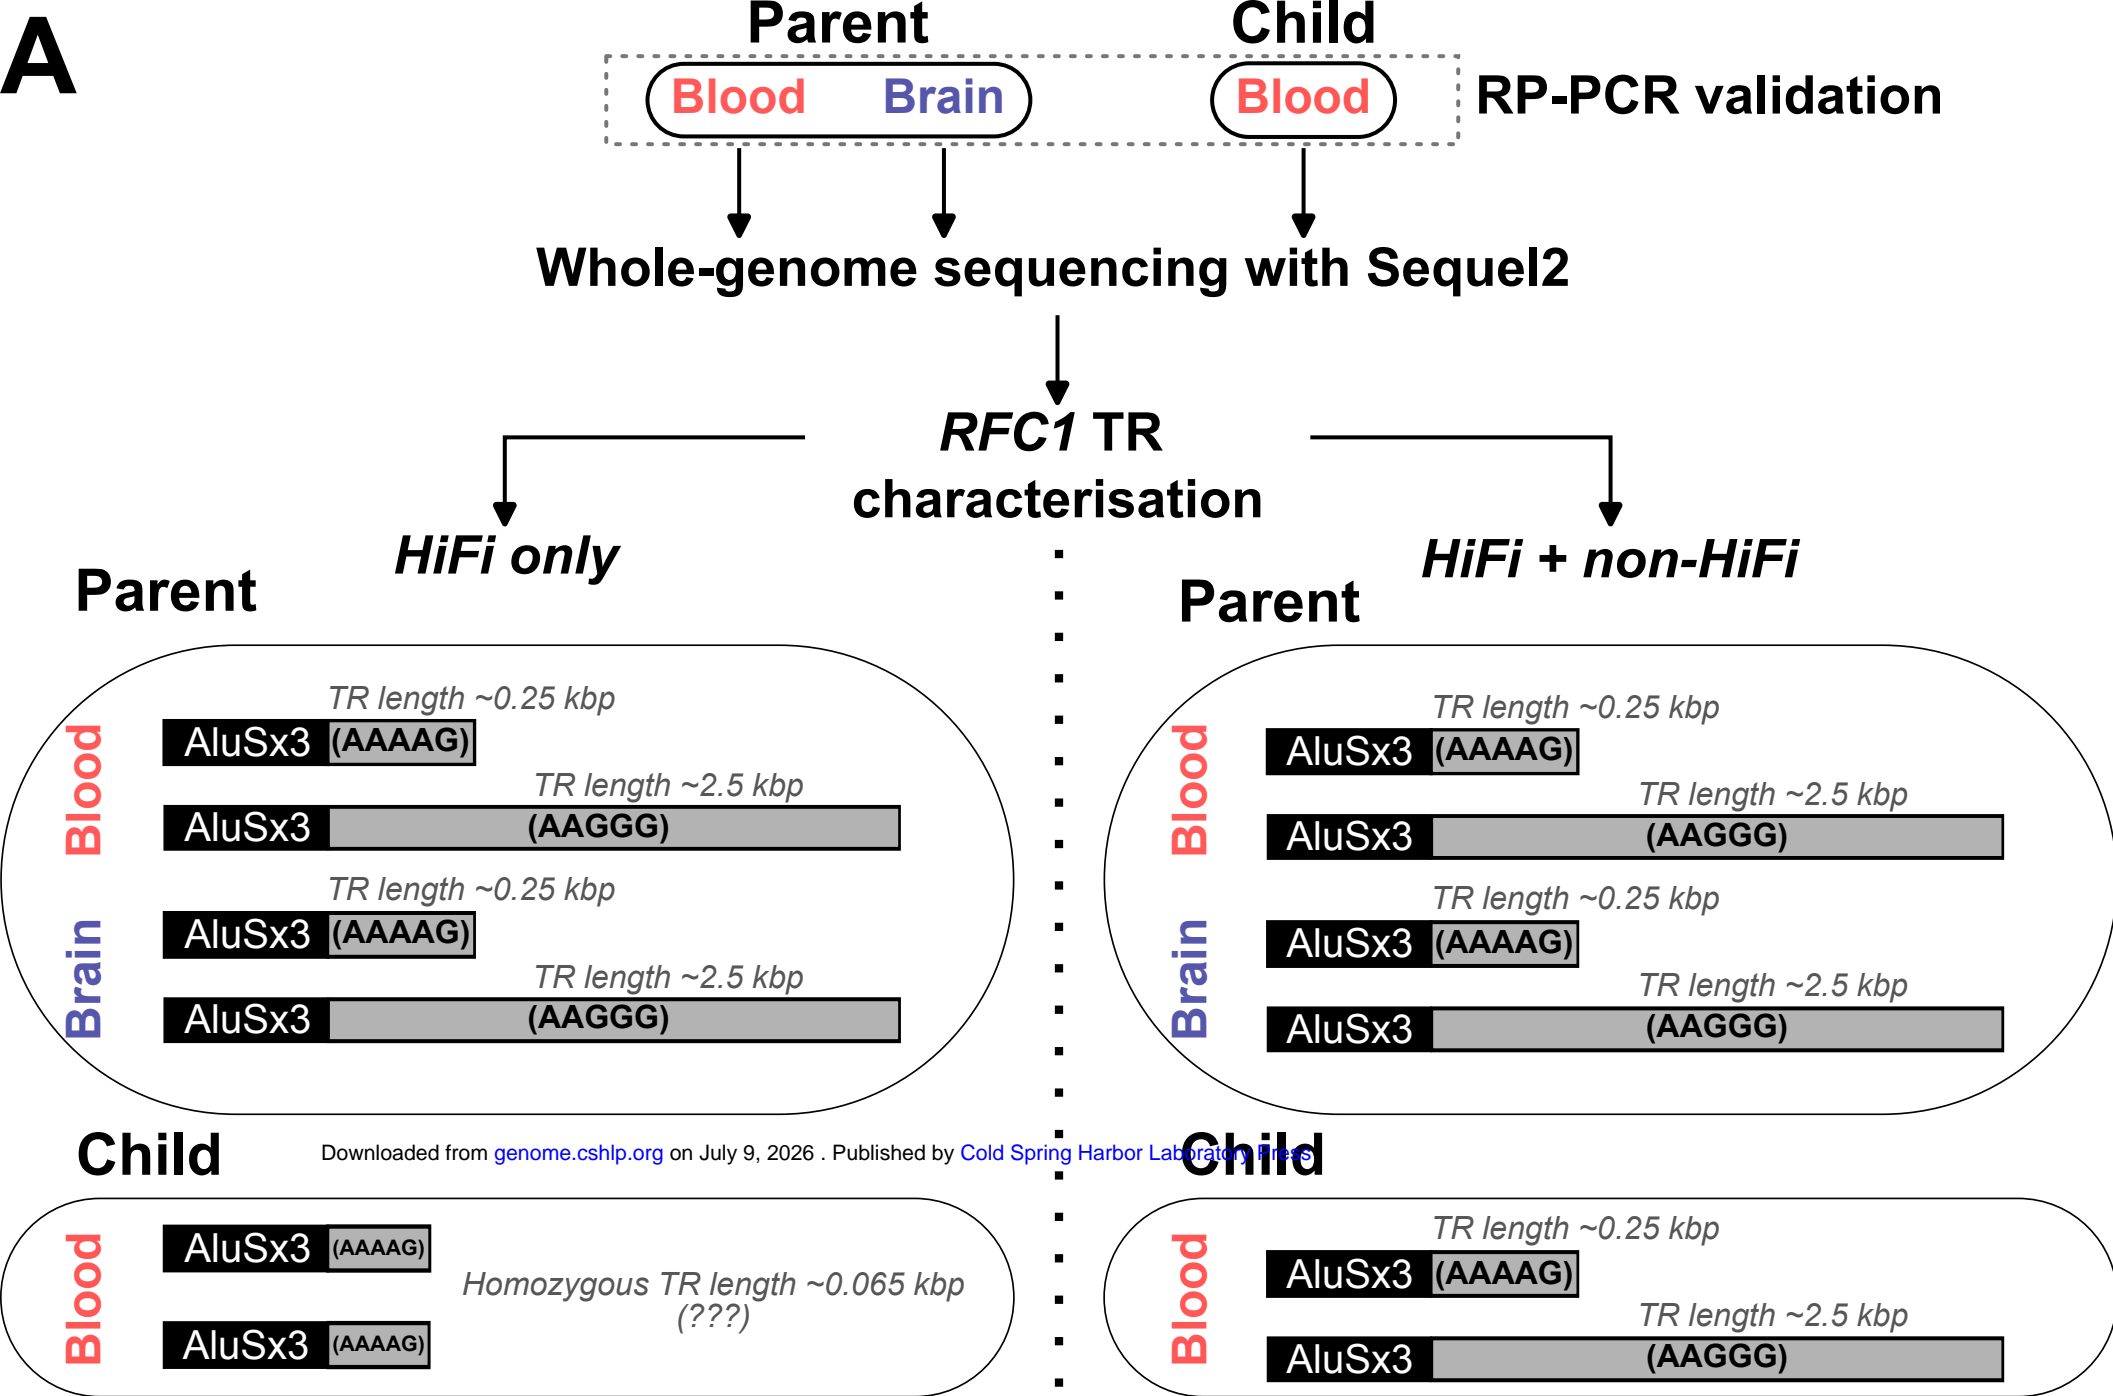 A
Parent Child
Blood Brain Blood
RP-PCR validation
Whole-genome sequencing with Sequel2
RFC1 TR
characterisation
HiFi only
HiFi + non-HiFi
Parent
Blood
TR length ~0.25 kbp
AluSx3 (AAAAG)
TR length ~2.5 kbp
AluSx3 (AAGGG)
Brain
TR length ~0.25 kbp
AluSx3 (AAAAG)
TR length ~2.5 kbp
AluSx3 (AAGGG)
Parent
Blood
TR length ~0.25 kbp
AluSx3 (AAAAG)
TR length ~2.5 kbp
AluSx3 (AAGGG)
Brain
TR length ~0.25 kbp
AluSx3 (AAAAG)
TR length ~2.5 kbp
AluSx3 (AAGGG)
Downloaded from genome.cshlp.org on July 9, 2026 . Published by Cold Spring Harbor Laboratory Press
Child
Blood
AluSx3 (AAAAG)
Homozygous TR length ~0.065 kbp
(???)
AluSx3 (AAAAG)
Child
Blood
TR length ~0.25 kbp
AluSx3 (AAAAG)
TR length ~2.5 kbp
AluSx3 (AAGGG)